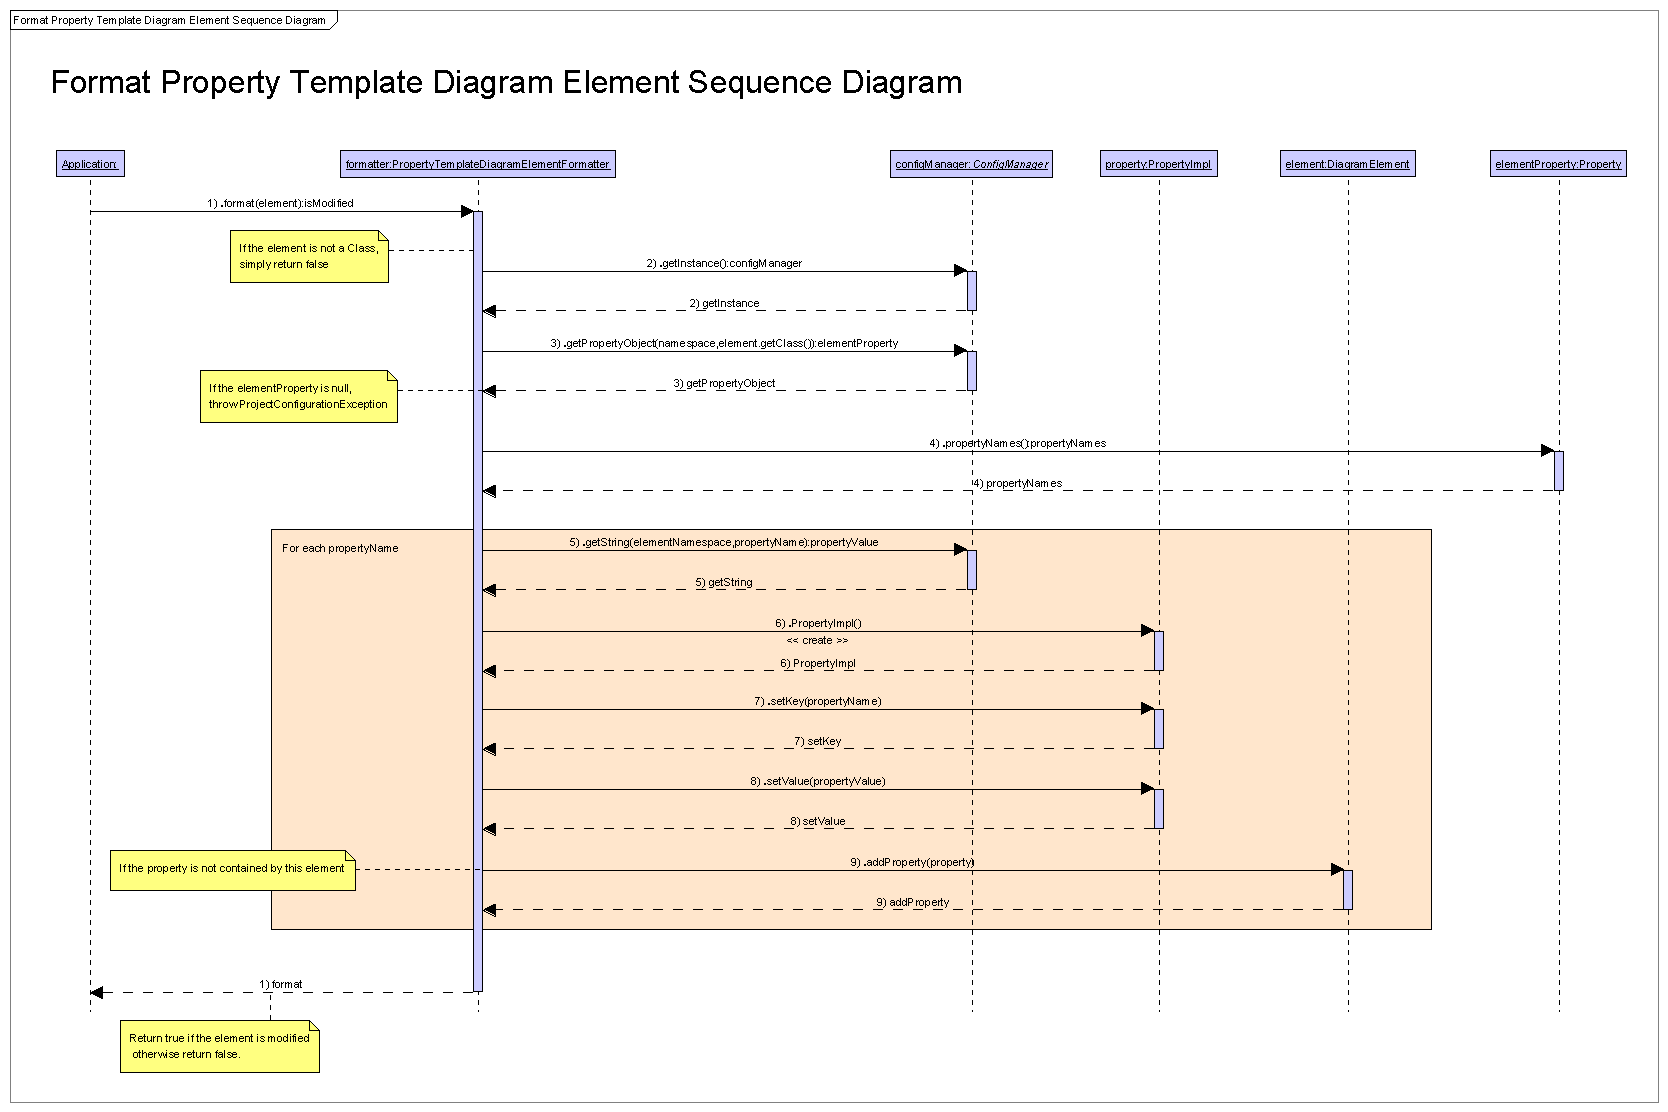 Format Property Template Diagram Element Sequence Diagram
Format Property Template Diagram Element Sequence Diagram
Application:
formatter:PropertyTemplateDiagramElementFormatter
configManager: ConfigManager
property:PropertyImpl
element:DiagramElement
elementProperty:Property
1) .format(element):isModified
If the element is not a Class,
simply return false
2) .getInstance():configManager
2) getInstance
3) .getPropertyObject(namespace,element.getClass()):elementProperty
3) getPropertyObject
If the elementProperty is null,
throw ProjectConfigurationException
4) .propertyNames():propertyNames
4) propertyNames
For each propertyName
5) .getString(elementNamespace,propertyName):propertyValue
5) getString
6) .PropertyImpl()
<< create >>
6) PropertyImpl
7) .setKey(propertyName)
7) setKey
8) .setValue(propertyValue)
8) setValue
If the property is not contained by this element
9) .addProperty(property)
9) addProperty
1) format
Return true if the element is modified
otherwise return false.